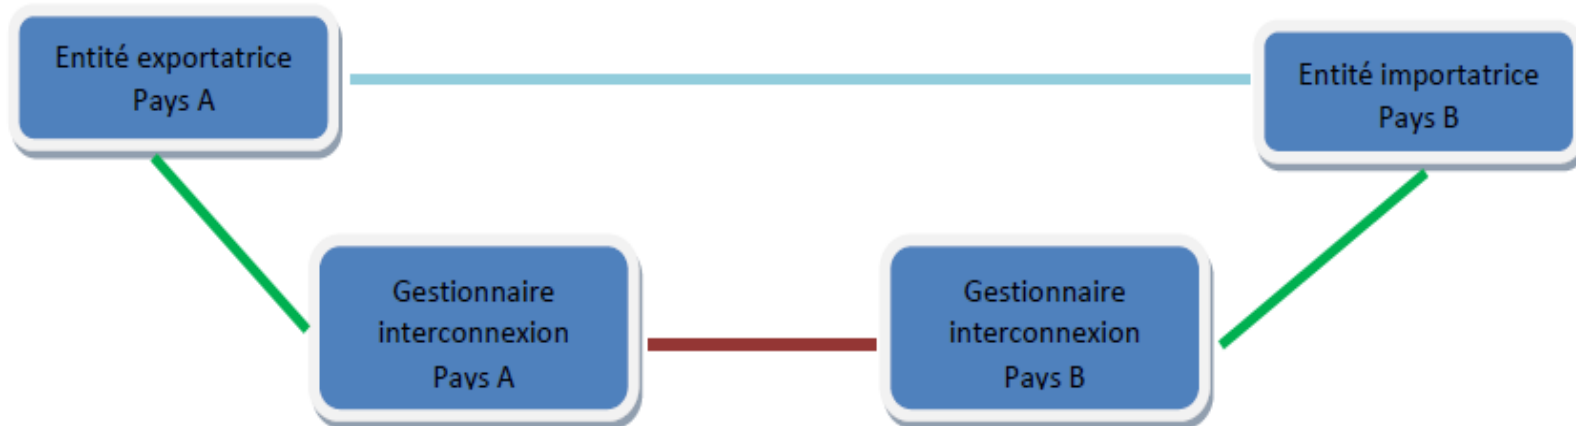 Entité exportatrice
Pays A
Entité importatrice
Pays B
Gestionnaire
interconnexion
Pays A
Gestionnaire
interconnexion
Pays B